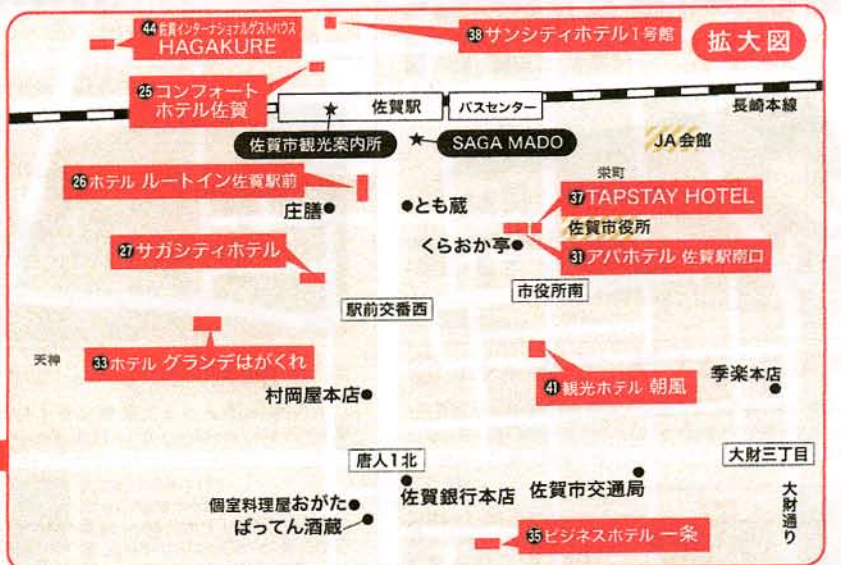 ㊹佐賀インターナショナルゲストハウス
HAGAKURE
㊳サンシティホテル1号館
拡大図
㉕コンフォート
ホテル佐賀
佐賀駅
バスセンター
長崎本線
佐賀市観光案内所
SAGA MADO
JA会館
㉖ホテル ルートイン佐賀駅前
庄膳
とも蔵
栄町
㊲TAPSTAY HOTEL
佐賀市役所
㉗サガシティホテル
くらおか亭
㉛アパホテル 佐賀駅南口
市役所南
駅前交番西
天神
㉝ホテル グランデはがくれ
村岡屋本店
㊶観光ホテル 朝風
季楽本店
唐人1北
大財三丁目
個室料理屋おがた
ばってん酒蔵
佐賀銀行本店
佐賀市交通局
大財通り
㉟ビジネスホテル 一条